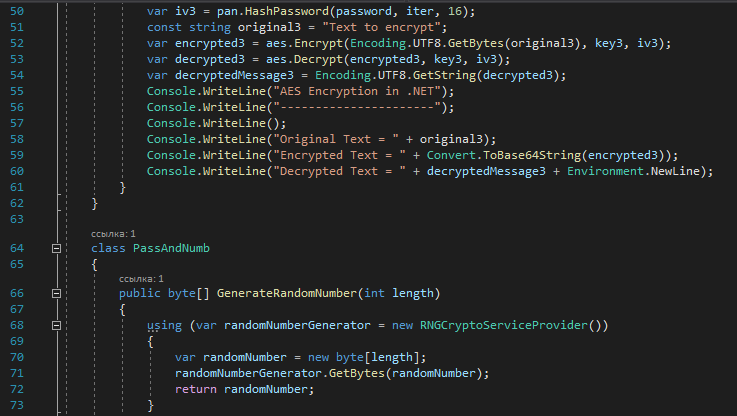 50 var iv3 = pan.HashPassword(password, iter, 16);
51 const string original3 = "Text to encrypt";
52 var encrypted3 = aes.Encrypt(Encoding.UTF8.GetBytes(original3), key3, iv3);
53 var decrypted3 = aes.Decrypt(encrypted3, key3, iv3);
54 var decryptedMessage3 = Encoding.UTF8.GetString(decrypted3);
55 Console.WriteLine("AES Encryption in .NET");
56 Console.WriteLine("----------------------");
57 Console.WriteLine();
58 Console.WriteLine("Original Text = " + original3);
59 Console.WriteLine("Encrypted Text = " + Convert.ToBase64String(encrypted3));
60 Console.WriteLine("Decrypted Text = " + decryptedMessage3 + Environment.NewLine);
61 }
62 }
63
ссылка: 1
64 class PassAndNumb
65 {
ссылка: 1
66 public byte[] GenerateRandomNumber(int length)
67 {
68 using (var randomNumberGenerator = new RNGCryptoServiceProvider())
69 {
70 var randomNumber = new byte[length];
71 randomNumberGenerator.GetBytes(randomNumber);
72 return randomNumber;
73 }